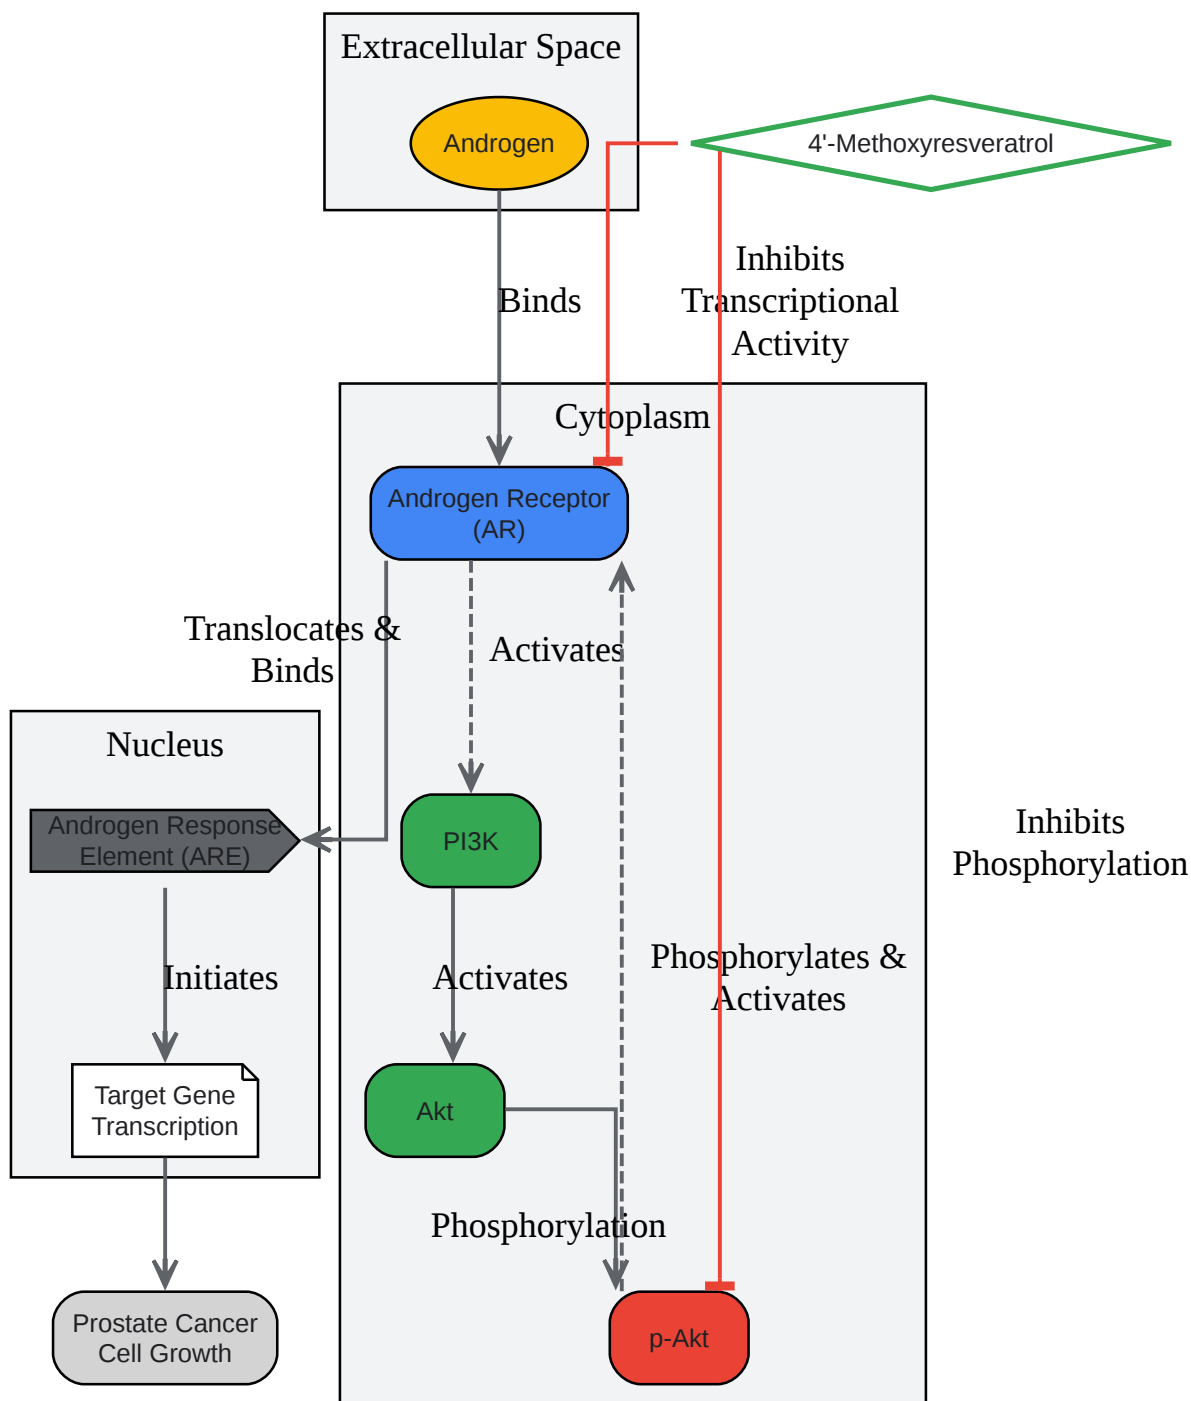 Extracellular Space
Androgen
4'-Methoxyresveratrol
Binds
Inhibits
Transcriptional
Activity
Cytoplasm
Androgen Receptor
(AR)
Translocates &
Binds
Activates
Nucleus
Androgen Response
Element (ARE)
PI3K
Inhibits
Phosphorylation
Initiates
Activates
Phosphorylates &
Activates
Target Gene
Transcription
Akt
Phosphorylation
Prostate Cancer
Cell Growth
p-Akt